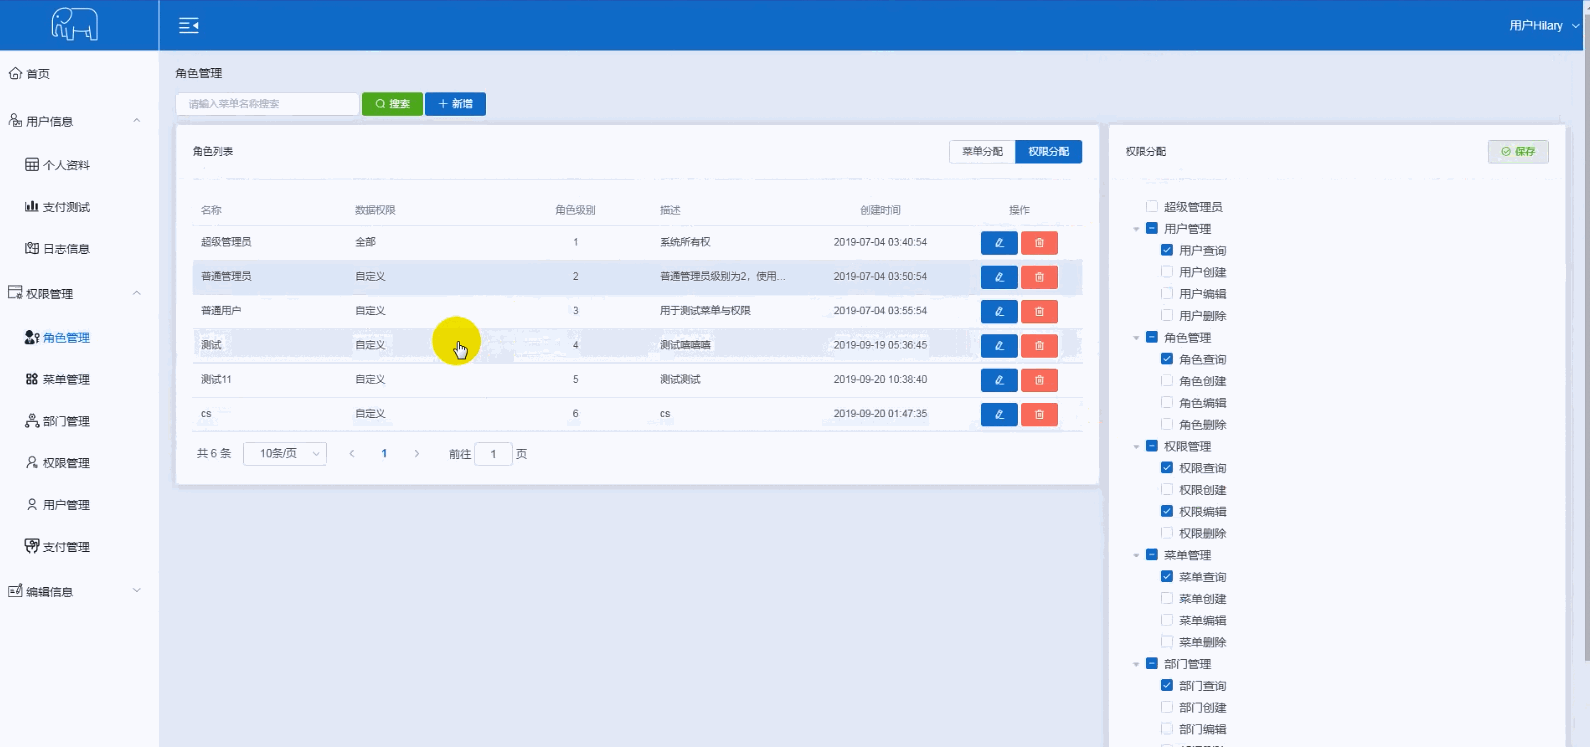 用户Hilary
首页
用户信息
个人资料
支付测试
日志信息
权限管理
角色管理
菜单管理
部门管理
权限管理
用户管理
支付管理
编辑信息
角色管理
请输入菜单名称搜索 搜索 新增
角色列表 菜单分配 权限分配
名称 数据权限 角色级别 描述 创建时间 操作
超级管理员 全部 1 系统所有权 2019-07-04 03:40:54
普通管理员 自定义 2 普通管理员级别为2，使用... 2019-07-04 03:50:54
普通用户 自定义 3 用于测试菜单与权限 2019-07-04 03:55:54
测试 自定义 4 测试嘻嘻嘻 2019-09-19 05:36:45
测试11 自定义 5 测试测试 2019-09-20 10:38:40
cs 自定义 6 cs 2019-09-20 01:47:35
共 6 条 10条/页 1 前往 1 页
权限分配 保存
超级管理员
用户管理
用户查询
用户创建
用户编辑
用户删除
角色管理
角色查询
角色创建
角色编辑
角色删除
权限管理
权限查询
权限创建
权限编辑
权限删除
菜单管理
菜单查询
菜单创建
菜单编辑
菜单删除
部门管理
部门查询
部门创建
部门编辑